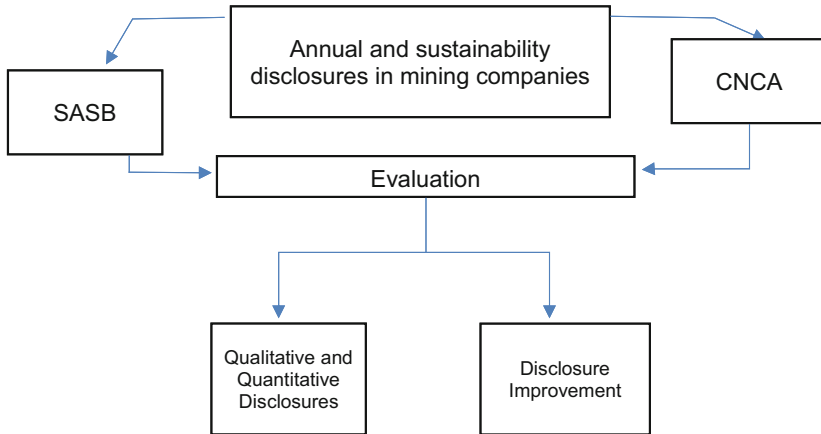 Annual and sustainability
disclosures in mining companies
SASB
CNCA
Evaluation
Qualitative and
Quantitative
Disclosures
Disclosure
Improvement